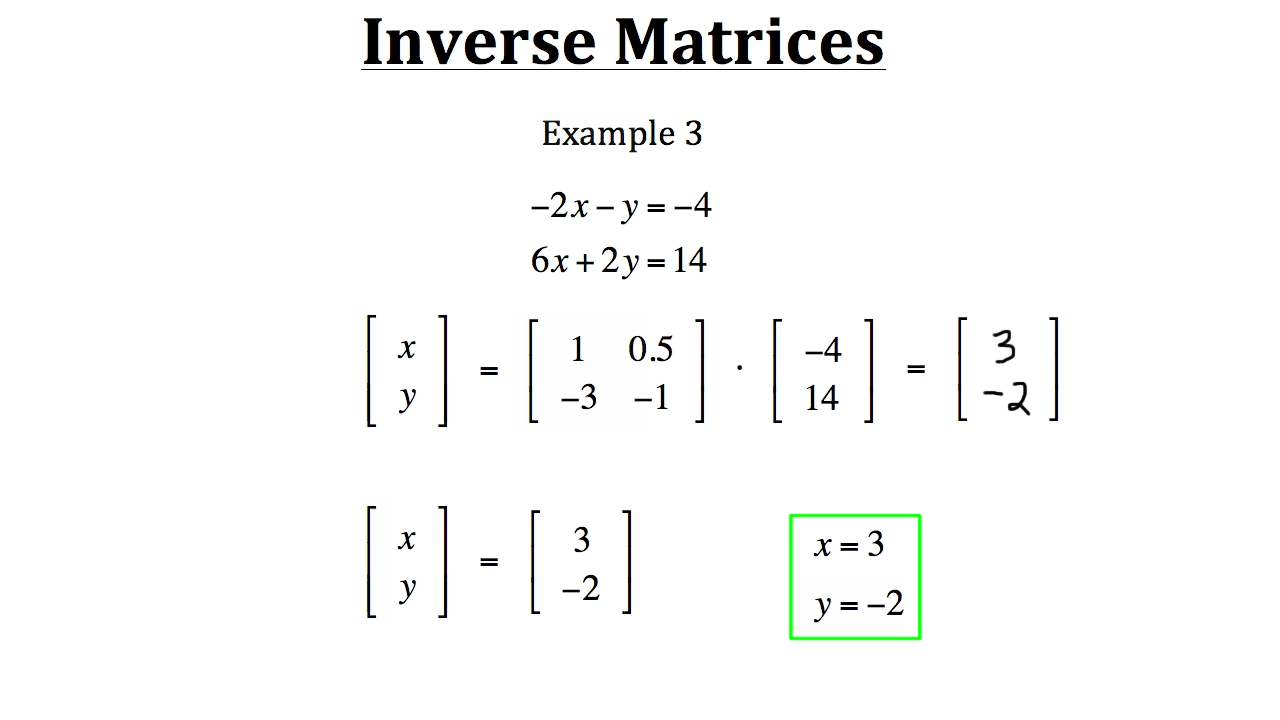 Inverse Matrices
Example 3
−2x − y = −4
6x + 2y = 14
[ x ] = [ 1 0.5 ] · [ −4 ] = [ 3 ]
[ y ] [ −3 −1 ] [ 14 ] [ −2 ]
[ x ] = [ 3 ] x = 3
[ y ] [ −2 ] y = −2